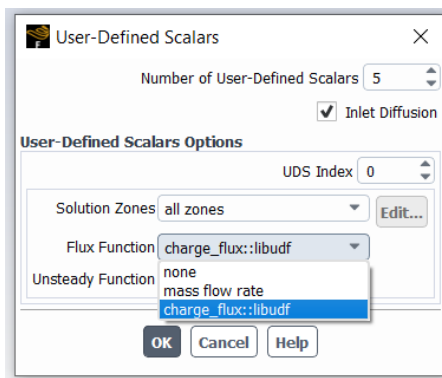 User-Defined Scalars
Number of User-Defined Scalars 5
Inlet Diffusion
User-Defined Scalars Options
UDS Index 0
Solution Zones all zones Edit...
Flux Function charge_flux::libudf
none
Unsteady Function mass flow rate
charge_flux::libudf
OK Cancel Help